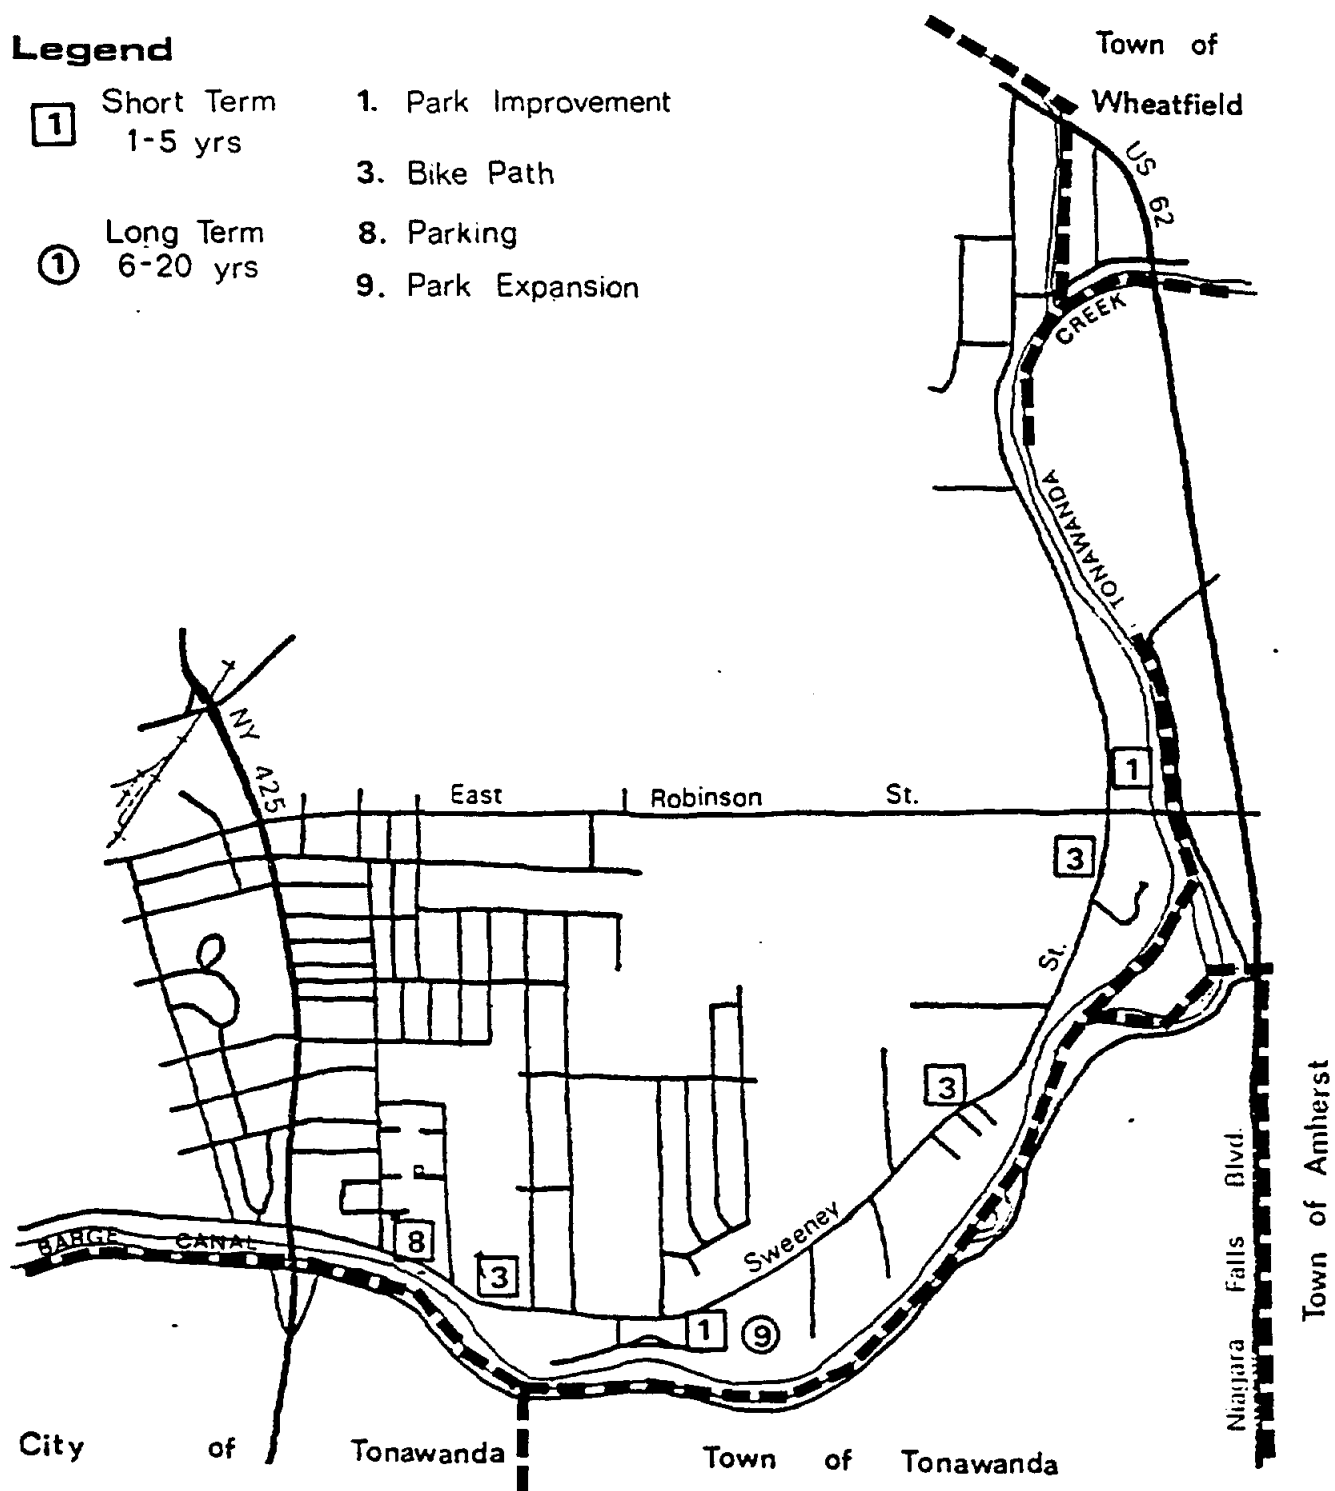 Legend
1 Short Term
1-5 yrs
1 Long Term
6-20 yrs
1. Park Improvement
3. Bike Path
8. Parking
9. Park Expansion
Town of
Wheatfield
US 62
CREEK
TONAWANDA
NY 425
East Robinson St.
1
3
St.
3
Sweeney
BARGE CANAL
8
3
1 9
Niagara Falls Blvd.
Town of Amherst
City of Tonawanda
Town of Tonawanda